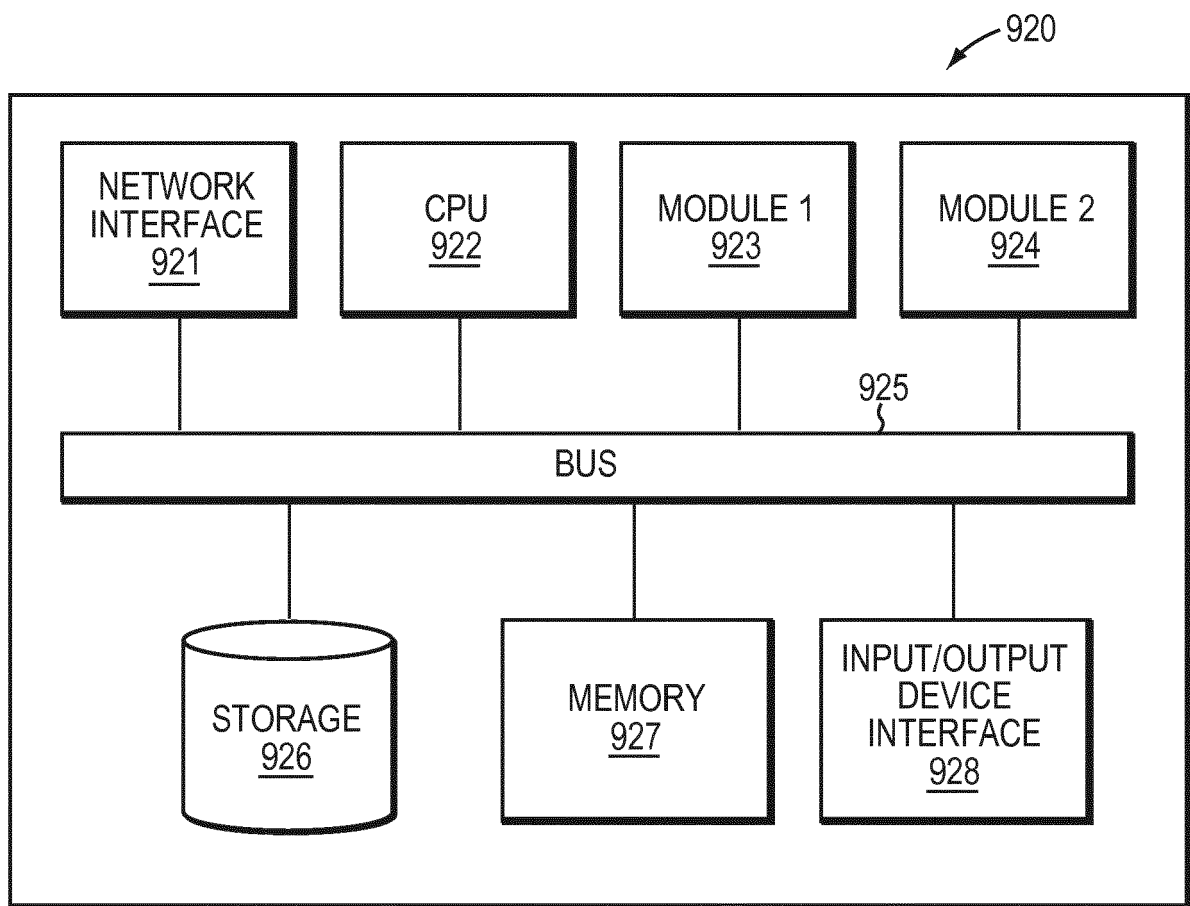 920
NETWORK
INTERFACE
921
CPU
922
MODULE 1
923
MODULE 2
924
925
BUS
STORAGE
926
MEMORY
927
INPUT/OUTPUT
DEVICE
INTERFACE
928